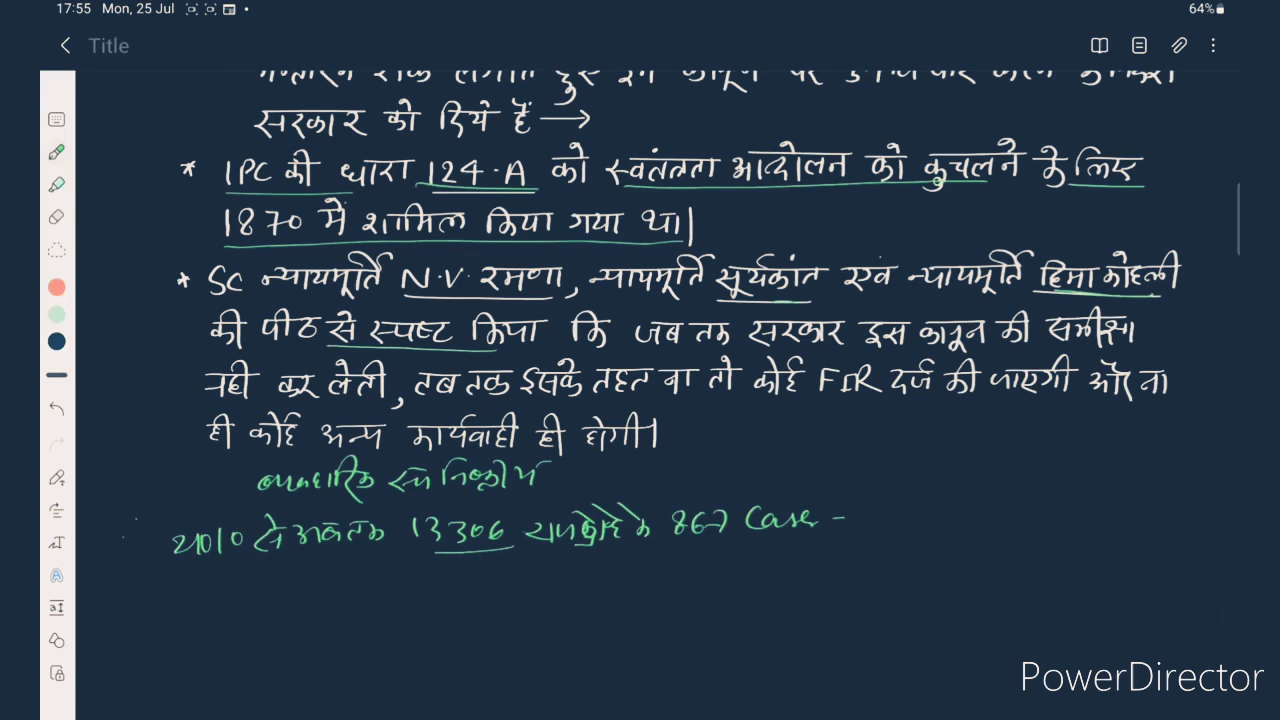 17:55 Mon, 25 Jul
64%
Title
सरकार को दिये हैं →
* IPC की धारा 124-A को स्वतंत्रता आंदोलन को कुचलने के लिए
1870 में शामिल किया गया था|
* SC न्यायमूर्ति N.V. रमणा, न्यायमूर्ति सूर्यकांत एवं न्यायमूर्ति हिमा कोहली
की पीठ से स्पष्ट किया कि जब तक सरकार इस कानून की समीक्षा
नही कर लेती, तब तक इसके तहत ना तो कोई FIR दर्ज की जाएगी और ना
ही कोई अन्य कार्यवाही ही होगी।
2010 से अबतक 13306 राजद्रोह के 867 Case -
PowerDirector